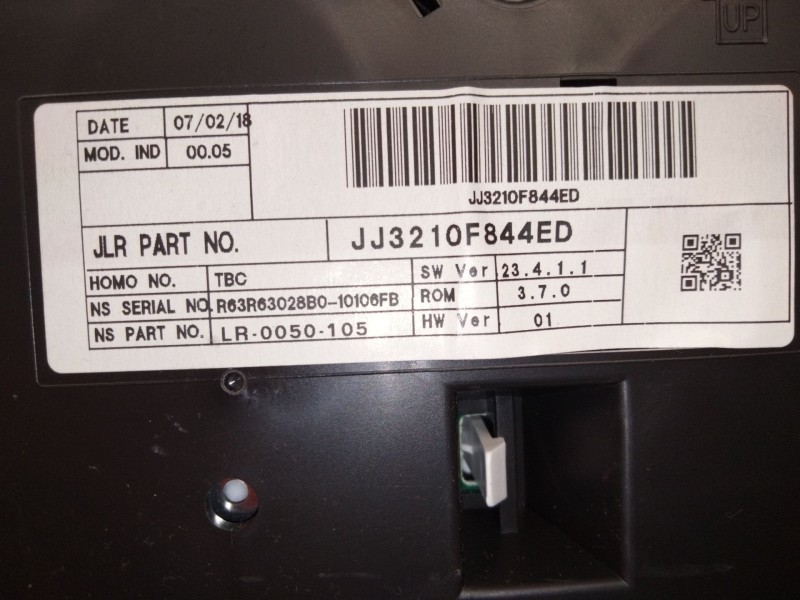 UP
DATE 07/02/18
MOD. IND 00.05
JJ3210F844ED
JLR PART NO. JJ3210F844ED
HOMO NO. TBC SW Ver 23.4.1.1
NS SERIAL NO. R63R63028B0-10106FB ROM 3.7.0
NS PART NO. LR-0050-105 HW Ver 01